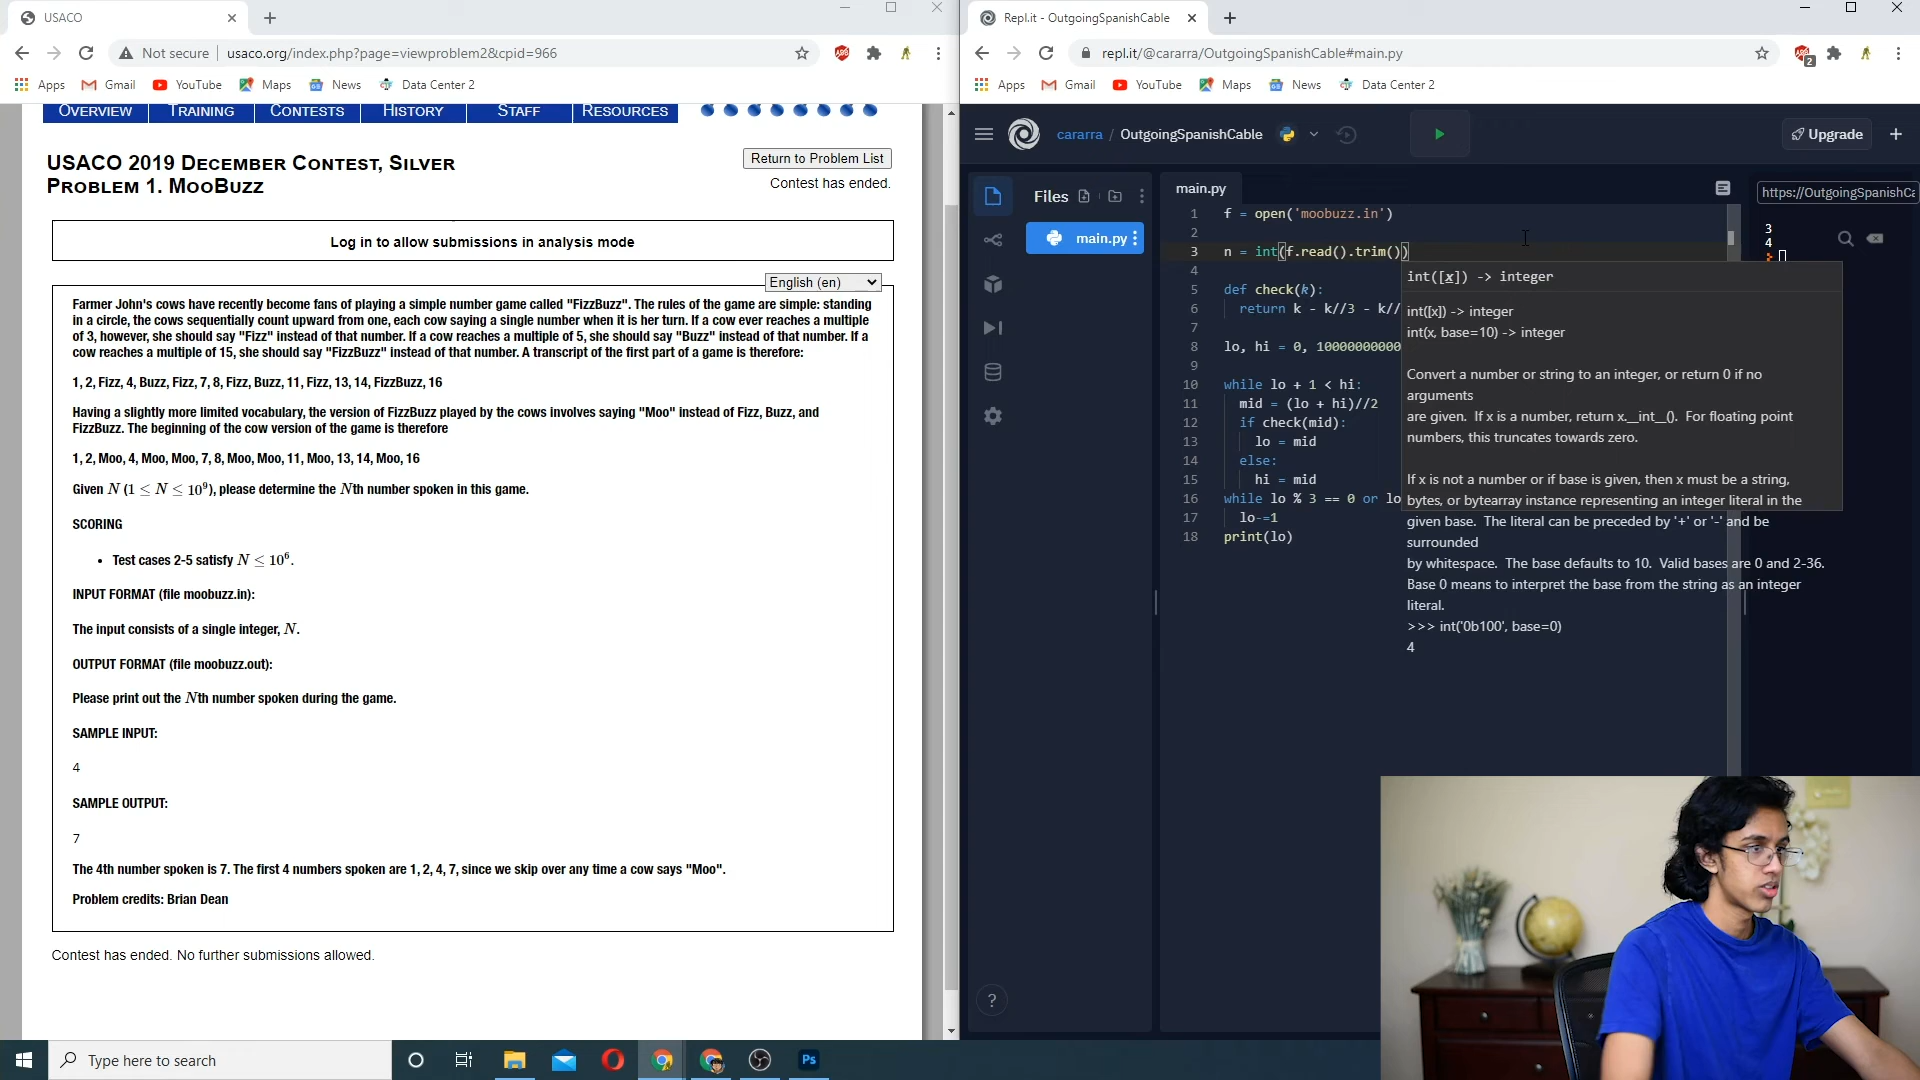 USACO
Not secure
usaco.org/index.php?page=viewproblem2&cpid=966
Apps
Gmail
YouTube
Maps
News
Data Center 2
OVERVIEW
TRAINING
CONTESTS
HISTORY
STAFF
RESOURCES
USACO 2019 DECEMBER CONTEST, SILVER
PROBLEM 1. MOOBUZZ
Return to Problem List
Contest has ended.
Log in to allow submissions in analysis mode
English (en)
Farmer John's cows have recently become fans of playing a simple number game called "FizzBuzz". The rules of the game are simple: standing
in a circle, the cows sequentially count upward from one, each cow saying a single number when it is her turn. If a cow ever reaches a multiple
of 3, however, she should say "Fizz" instead of that number. If a cow reaches a multiple of 5, she should say "Buzz" instead of that number. If a
cow reaches a multiple of 15, she should say "FizzBuzz" instead of that number. A transcript of the first part of a game is therefore:
1, 2, Fizz, 4, Buzz, Fizz, 7, 8, Fizz, Buzz, 11, Fizz, 13, 14, FizzBuzz, 16
Having a slightly more limited vocabulary, the version of FizzBuzz played by the cows involves saying "Moo" instead of Fizz, Buzz, and
FizzBuzz. The beginning of the cow version of the game is therefore
1, 2, Moo, 4, Moo, Moo, 7, 8, Moo, Moo, 11, Moo, 13, 14, Moo, 16
Given N (1 ≤ N ≤ 10⁹), please determine the Nth number spoken in this game.
SCORING
• Test cases 2-5 satisfy N ≤ 10⁶.
INPUT FORMAT (file moobuzz.in):
The input consists of a single integer, N.
OUTPUT FORMAT (file moobuzz.out):
Please print out the Nth number spoken during the game.
SAMPLE INPUT:
4
SAMPLE OUTPUT:
7
The 4th number spoken is 7. The first 4 numbers spoken are 1, 2, 4, 7, since we skip over any time a cow says "Moo".
Problem credits: Brian Dean
Contest has ended. No further submissions allowed.
Repl.it - OutgoingSpanishCable
repl.it/@cararra/OutgoingSpanishCable#main.py
2
Apps
Gmail
YouTube
Maps
News
Data Center 2
cararra / OutgoingSpanishCable
Upgrade
Files
main.py
main.py
https://OutgoingSpanishCa
3
4
1 f = open('moobuzz.in')
2
3 n = int(f.read().trim())
4
5 def check(k):
6 return k - k//3 - k//
7
8 lo, hi = 0, 10000000000
9
10 while lo + 1 < hi:
11 mid = (lo + hi)//2
12 if check(mid):
13 lo = mid
14 else:
15 hi = mid
16 while lo % 3 == 0 or lo
17 lo-=1
18 print(lo)
int([x]) -> integer
int([x]) -> integer
int(x, base=10) -> integer
Convert a number or string to an integer, or return 0 if no
arguments
are given. If x is a number, return x.__int__(). For floating point
numbers, this truncates towards zero.
If x is not a number or if base is given, then x must be a string,
bytes, or bytearray instance representing an integer literal in the
given base. The literal can be preceded by '+' or '-' and be
surrounded
by whitespace. The base defaults to 10. Valid bases are 0 and 2-36.
Base 0 means to interpret the base from the string as an integer
literal.
>>> int('0b100', base=0)
4
?
Type here to search
Ps